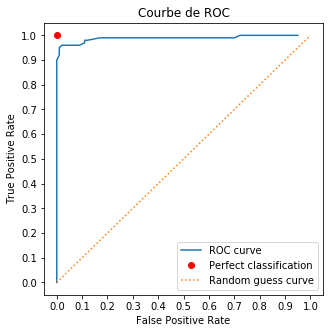 Courbe de ROC
1.0
0.9
0.8
0.7
0.6
0.5
0.4
0.3
0.2
0.1
0.0
True Positive Rate
ROC curve
Perfect classification
Random guess curve
0.0 0.1 0.2 0.3 0.4 0.5 0.6 0.7 0.8 0.9 1.0
False Positive Rate